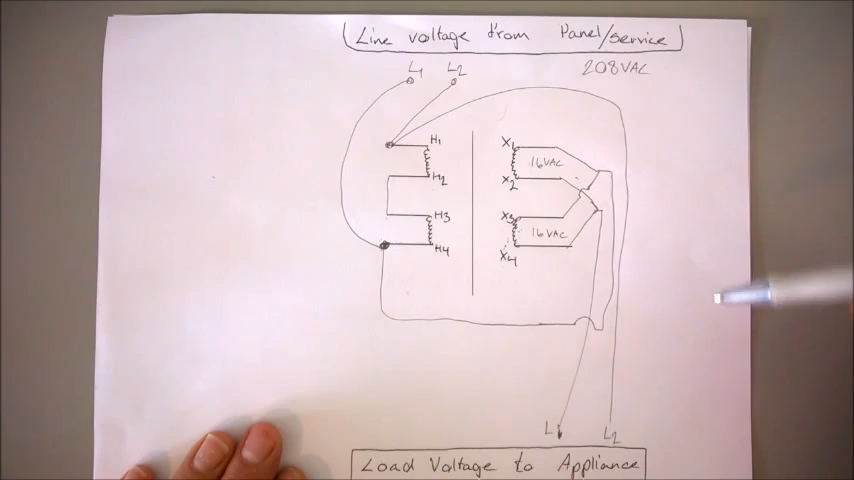 Line voltage from Panel/service
L1 L2 208VAC
H1 X1
16VAC
H2 X2
H3 X3
16VAC
H4 X4
L L2
Load Voltage to Appliance